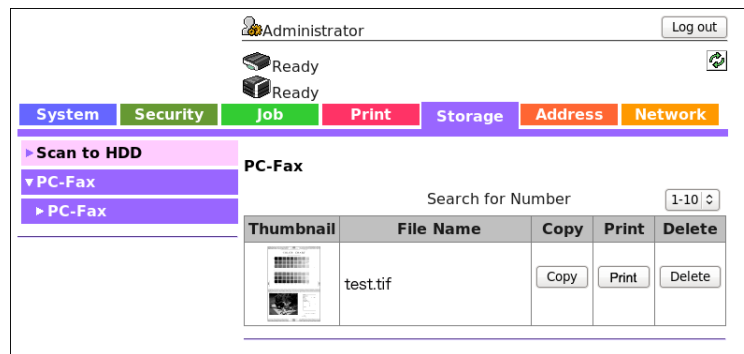 Administrator
Log out
Ready
Ready
System Security Job Print Storage Address Network
Scan to HDD
PC-Fax
PC-Fax
PC-Fax
Search for Number 1-10
Thumbnail File Name Copy Print Delete
test.tif Copy Print Delete